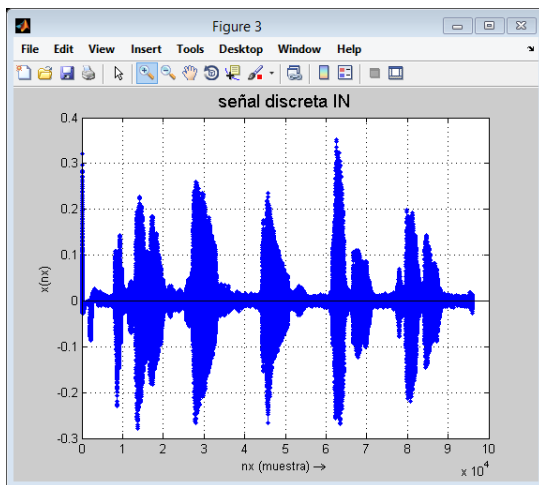 Figure 3
File Edit View Insert Tools Desktop Window Help
señal discreta IN
0.4
0.3
0.2
0.1
0
-0.1
-0.2
-0.3
x(nx)
0 1 2 3 4 5 6 7 8 9 10
nx (muestra) →
x 10⁴